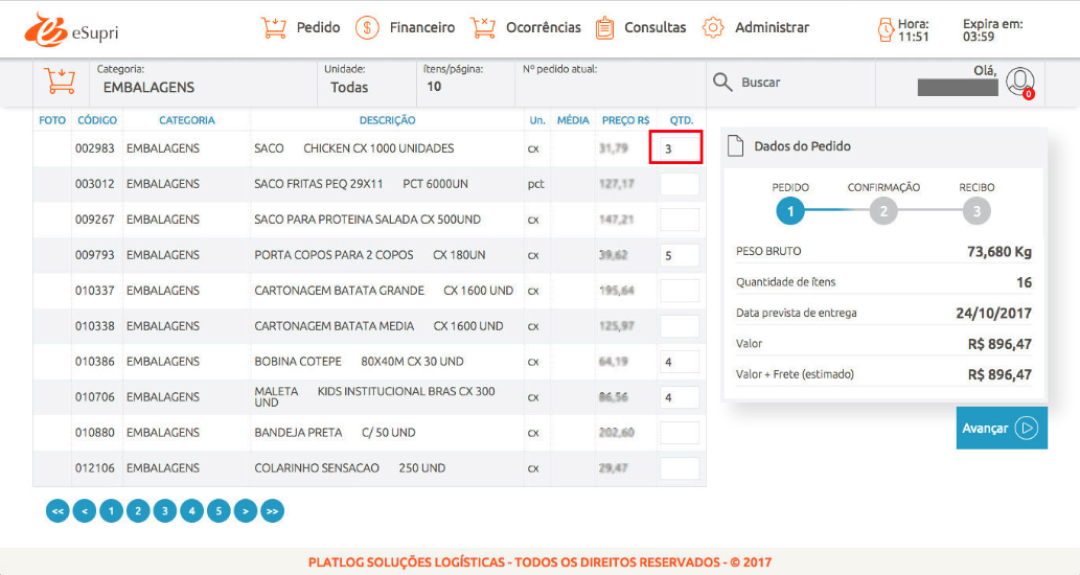 eSupri
Pedido
$ Financeiro
Ocorrências
Consultas
Administrar
Hora:
11:51
Expira em:
03:59
Categoria:
EMBALAGENS
Unidade:
Todas
ítens/página:
10
Nº pedido atual:
Buscar
Olá,
0
FOTO CÓDIGO CATEGORIA DESCRIÇÃO Un. MÉDIA PREÇO R$ QTD.
002983 EMBALAGENS SACO CHICKEN CX 1000 UNIDADES cx 31,79 3
003012 EMBALAGENS SACO FRITAS PEQ 29X11 PCT 6000UN pct 127,17
009267 EMBALAGENS SACO PARA PROTEINA SALADA CX 500UND cx 147,21
009793 EMBALAGENS PORTA COPOS PARA 2 COPOS CX 180UN cx 39,62 5
010337 EMBALAGENS CARTONAGEM BATATA GRANDE CX 1600 UND cx 195,64
010338 EMBALAGENS CARTONAGEM BATATA MEDIA CX 1600 UND cx 125,97
010386 EMBALAGENS BOBINA COTEPE 80X40M CX 30 UND cx 64,19 4
010706 EMBALAGENS MALETA KIDS INSTITUCIONAL BRAS CX 300 cx 86,56 4
UND
010880 EMBALAGENS BANDEJA PRETA C/ 50 UND cx 202,60
012106 EMBALAGENS COLARINHO SENSACAO 250 UND cx 29,47
<< < 1 2 3 4 5 > >>
Dados do Pedido
PEDIDO CONFIRMAÇÃO RECIBO
1 2 3
PESO BRUTO 73,680 Kg
Quantidade de ítens 16
Data prevista de entrega 24/10/2017
Valor R$ 896,47
Valor + Frete (estimado) R$ 896,47
Avançar
PLATLOG SOLUÇÕES LOGÍSTICAS - TODOS OS DIREITOS RESERVADOS - © 2017